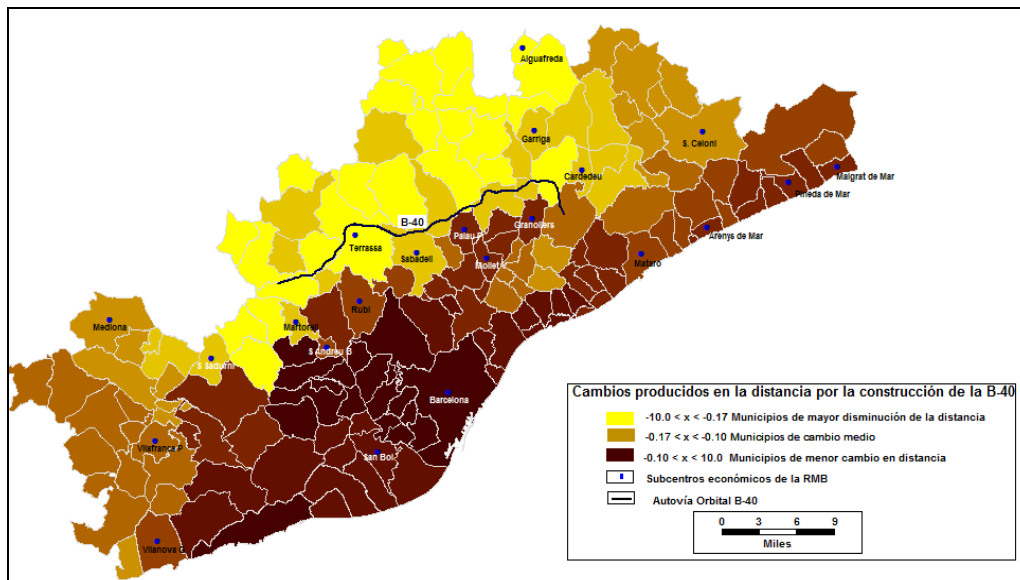 Aiguafreda
Garriga
S. Celoni
Cardedeu
Malgrat de Mar
Pineda de Mar
B-40
Granollers
Palau P
Arenys de Mar
Terrassa
Sabadell
Mollet
Mataro
Rubi
Mediona
Martorell
S Andreu B
S. Sadurni
Barcelona
Vilafranca P
San Boi
Vilanova G
Cambios producidos en la distancia por la construcción de la B-40
-10.0 < x < -0.17 Municipios de mayor disminución de la distancia
-0.17 < x < -0.10 Municipios de cambio medio
-0.10 < x < 10.0 Municipios de menor cambio en distancia
Subcentros económicos de la RMB
Autovía Orbital B-40
0 3 6 9
Miles